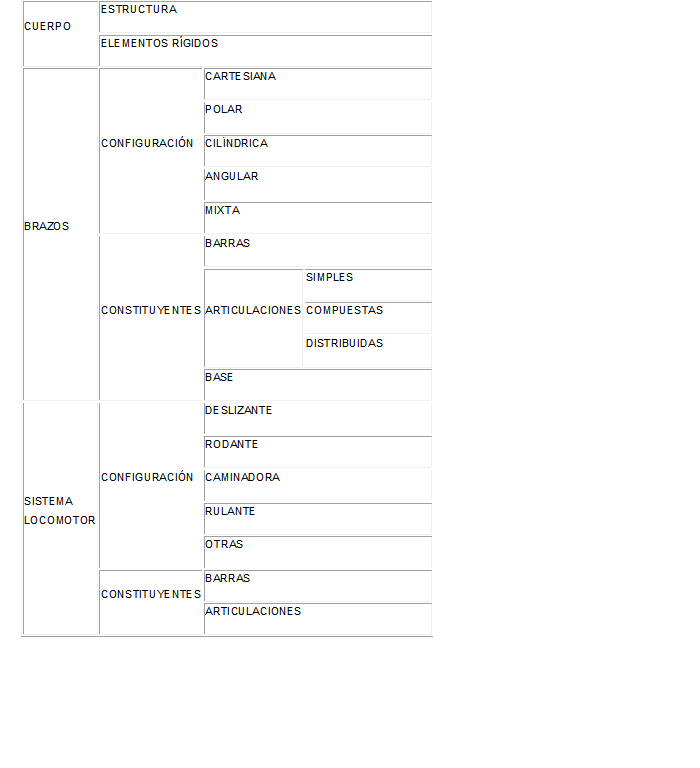 CUERPO
ESTRUCTURA
ELEMENTOS RÍGIDOS
BRAZOS
CONFIGURACIÓN
CARTESIANA
POLAR
CILÍNDRICA
ANGULAR
MIXTA
CONSTITUYENTES
BARRAS
ARTICULACIONES
SIMPLES
COMPUESTAS
DISTRIBUIDAS
BASE
SISTEMA
LOCOMOTOR
CONFIGURACIÓN
DESLIZANTE
RODANTE
CAMINADORA
RULANTE
OTRAS
CONSTITUYENTES
BARRAS
ARTICULACIONES